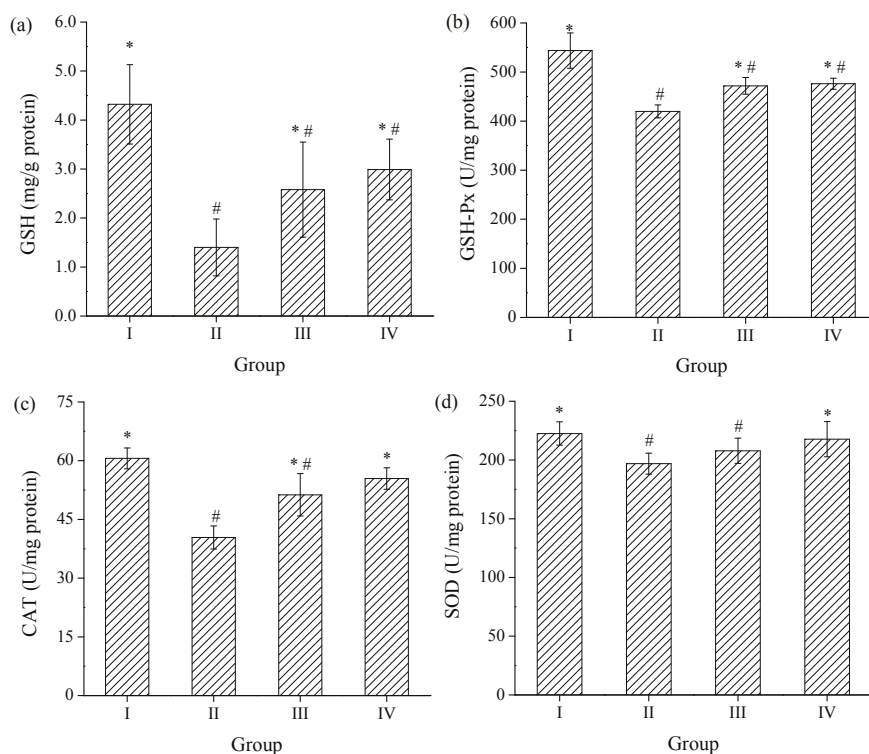 (a)
GSH (mg/g protein)
6.0
5.0
4.0
3.0
2.0
1.0
0.0
*
#
* #
* #
I
II
III
IV
Group
(b)
GSH-Px (U/mg protein)
600
500
400
300
200
100
0
*
#
* #
* #
I
II
III
IV
Group
(c)
CAT (U/mg protein)
75
60
45
30
15
0
*
#
* #
*
I
II
III
IV
Group
(d)
SOD (U/mg protein)
250
200
150
200
50
0
*
#
#
*
I
II
III
IV
Group